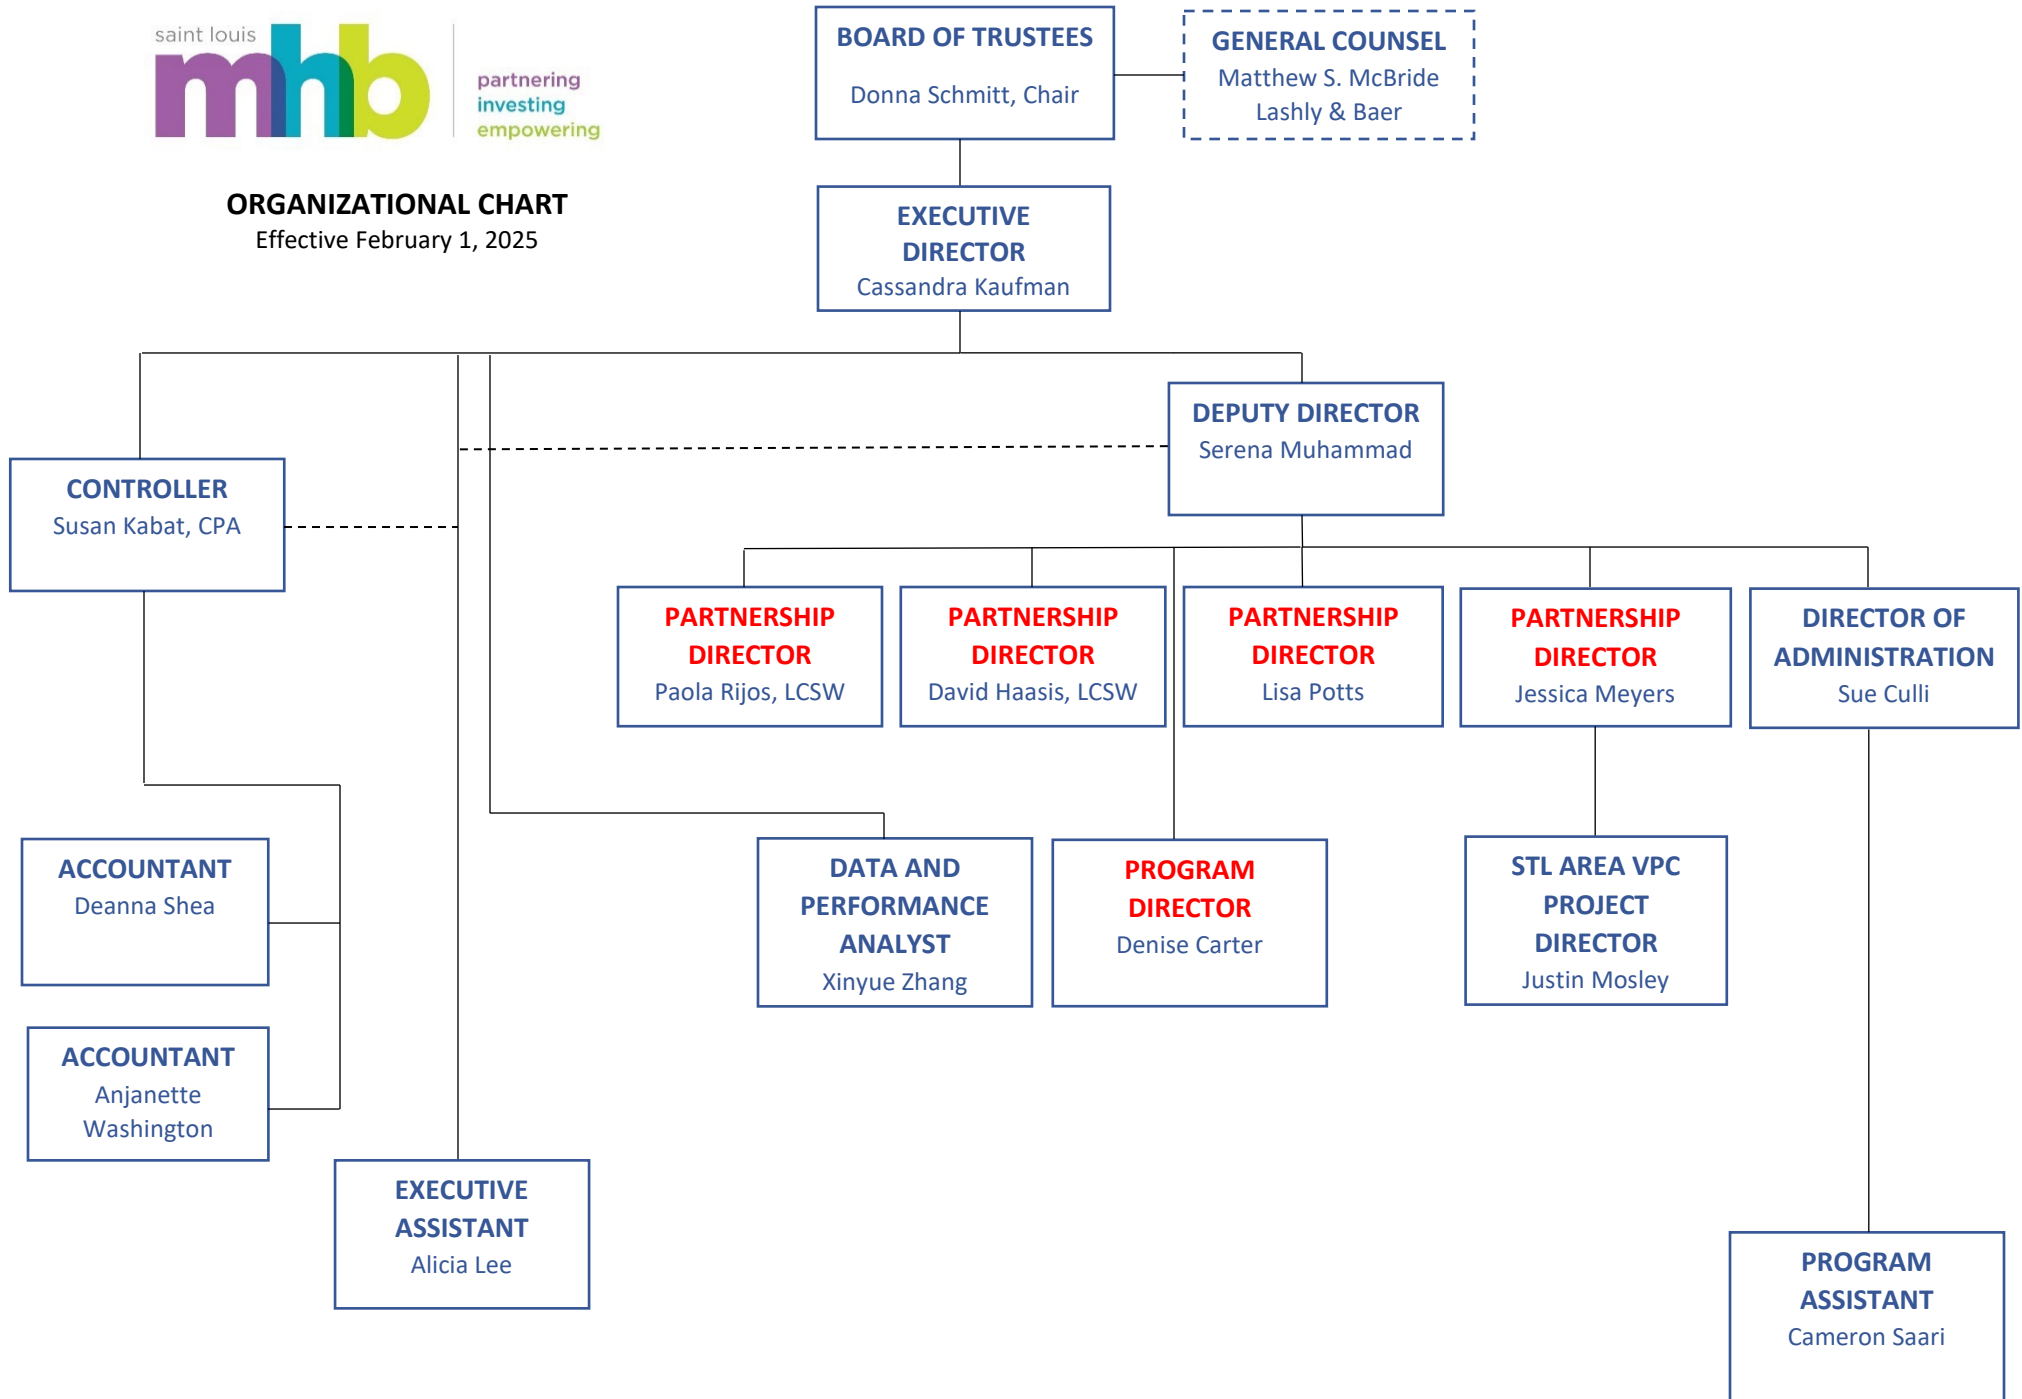 saint louis
mhb
partnering
investing
empowering
ORGANIZATIONAL CHART
Effective February 1, 2025
BOARD OF TRUSTEES
Donna Schmitt, Chair
GENERAL COUNSEL
Matthew S. McBride
Lashly & Baer
EXECUTIVE
DIRECTOR
Cassandra Kaufman
DEPUTY DIRECTOR
Serena Muhammad
CONTROLLER
Susan Kabat, CPA
PARTNERSHIP
DIRECTOR
Paola Rijos, LCSW
PARTNERSHIP
DIRECTOR
David Haasis, LCSW
PARTNERSHIP
DIRECTOR
Lisa Potts
PARTNERSHIP
DIRECTOR
Jessica Meyers
DIRECTOR OF
ADMINISTRATION
Sue Culli
ACCOUNTANT
Deanna Shea
DATA AND
PERFORMANCE
ANALYST
Xinyue Zhang
PROGRAM
DIRECTOR
Denise Carter
STL AREA VPC
PROJECT
DIRECTOR
Justin Mosley
ACCOUNTANT
Anjanette
Washington
EXECUTIVE
ASSISTANT
Alicia Lee
PROGRAM
ASSISTANT
Cameron Saari